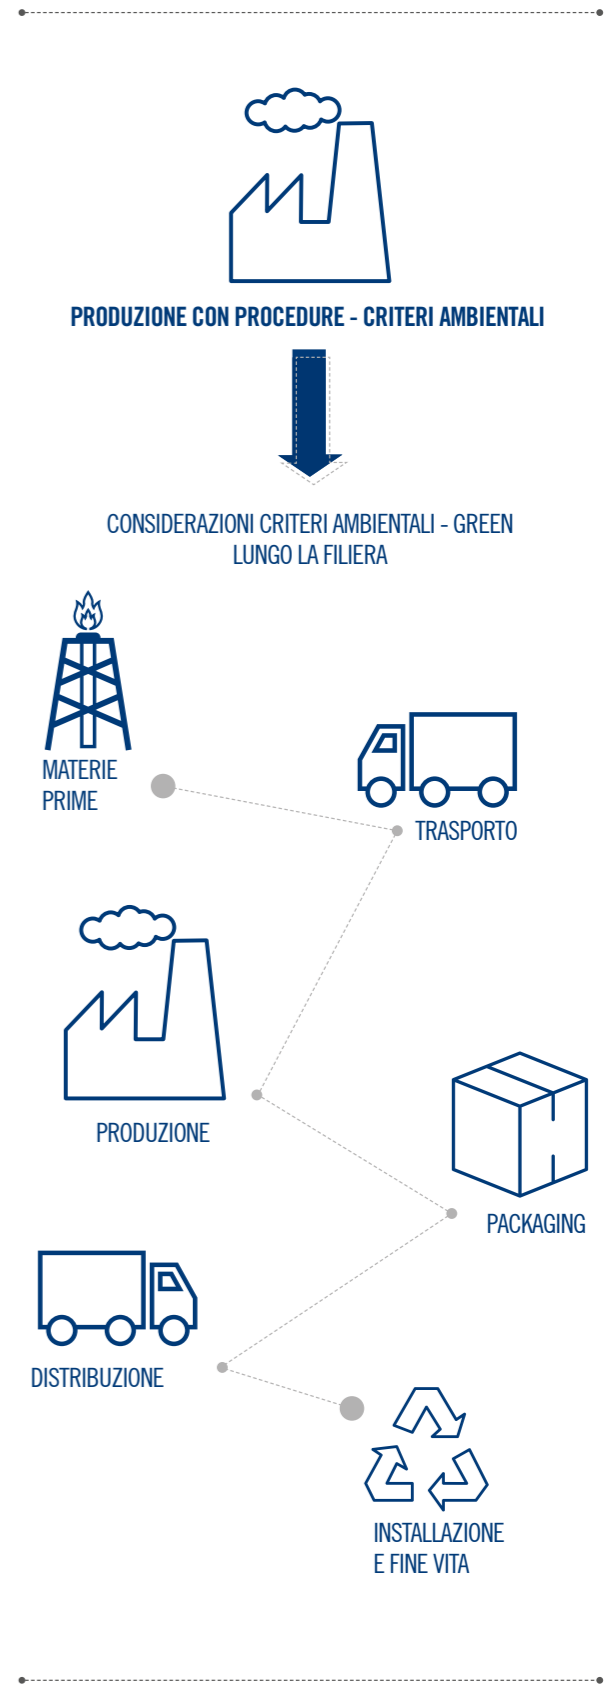 PRODUZIONE CON PROCEDURE - CRITERI AMBIENTALI
CONSIDERAZIONI CRITERI AMBIENTALI - GREEN
LUNGO LA FILIERA
MATERIE
PRIME
TRASPORTO
PRODUZIONE
PACKAGING
DISTRIBUZIONE
INSTALLAZIONE
E FINE VITA